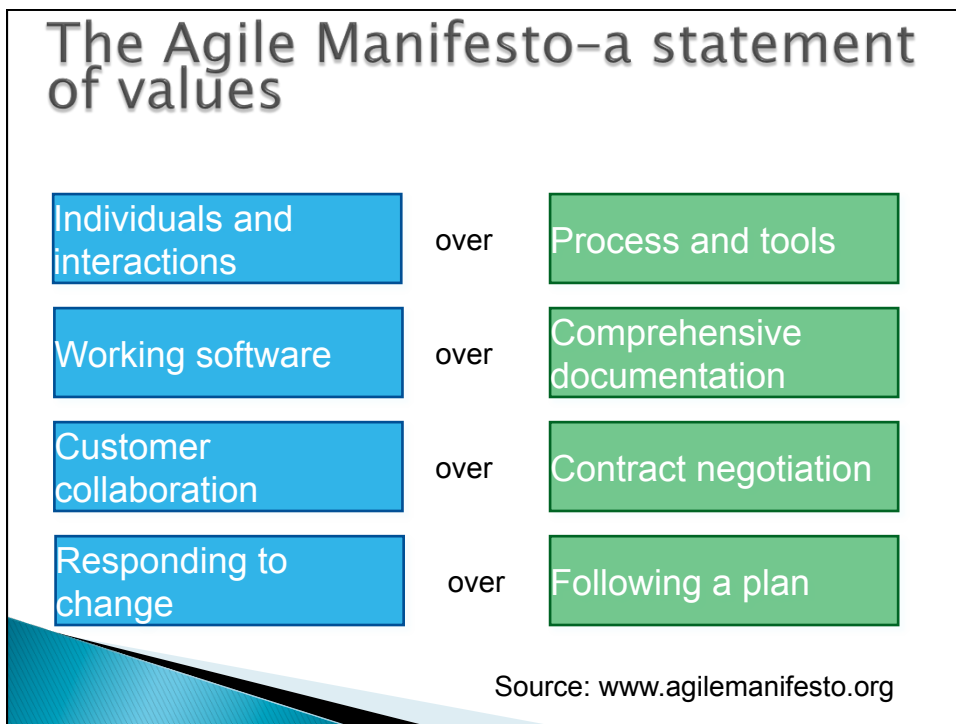 The Agile Manifesto–a statement
of values
Individuals and
interactions
over
Process and tools
Working software
over
Comprehensive
documentation
Customer
collaboration
over
Contract negotiation
Responding to
change
over
Following a plan
Source: www.agilemanifesto.org